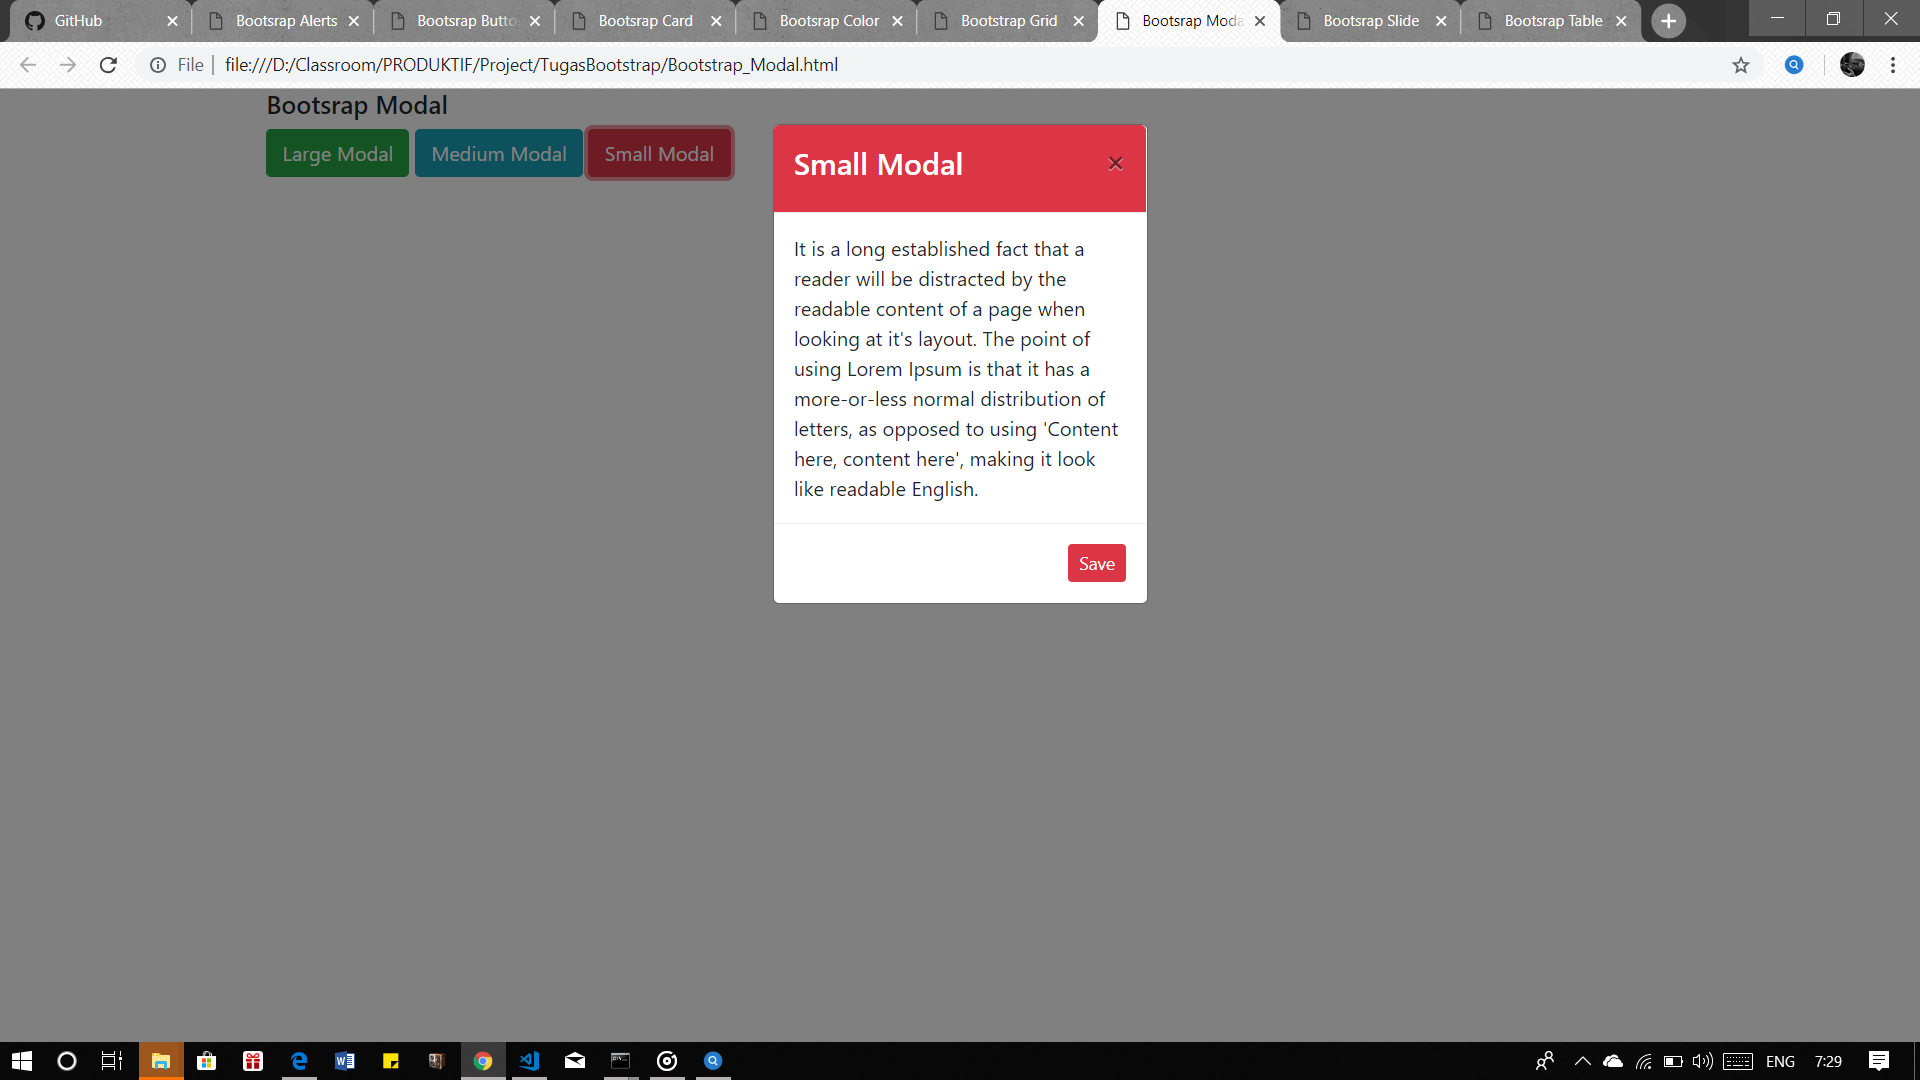 GitHub
Bootsrap Alerts
Bootsrap Butto
Bootsrap Card
Bootsrap Color
Bootstrap Grid
Bootsrap Moda
Bootsrap Slide
Bootsrap Table
File | file:///D:/Classroom/PRODUKTIF/Project/TugasBootstrap/Bootstrap_Modal.html
Bootsrap Modal
Large Modal
Medium Modal
Small Modal
Small Modal
×
It is a long established fact that a
reader will be distracted by the
readable content of a page when
looking at it's layout. The point of
using Lorem Ipsum is that it has a
more-or-less normal distribution of
letters, as opposed to using 'Content
here, content here', making it look
like readable English.
Save
ENG
7:29